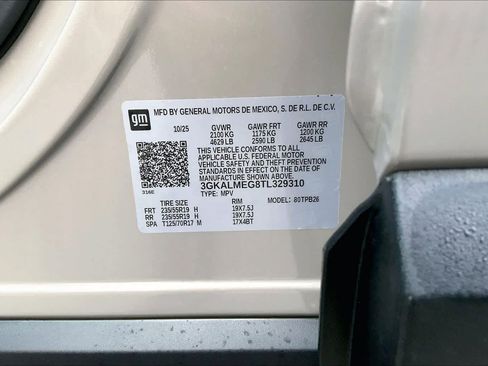 gm
MFD BY GENERAL MOTORS DE MEXICO, S. DE R.L. DE C.V.
10/25 GVWR GAWR FRT GAWR RR
2100 KG 1175 KG 1200 KG
4629 LB 2590 LB 2645 LB
THIS VEHICLE CONFORMS TO ALL
APPLICABLE U.S. FEDERAL MOTOR
VEHICLE SAFETY AND THEFT PREVENTION
STANDARDS IN EFFECT ON THE DATE OF
MANUFACTURE SHOWN ABOVE.
3GKALMEG8TL329310
316E TYPE: MPV
TIRE SIZE RIM MODEL: 80TPB26
FRT 235/55R19 H 19X7.5J
RR 235/55R19 H 19X7.5J
SPA T125/70R17 M 17X4BT